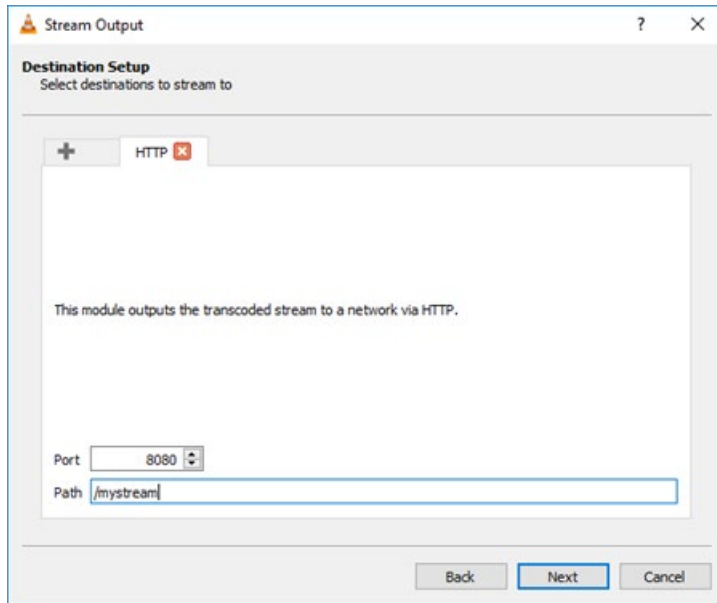 Stream Output
Destination Setup
Select destinations to stream to
HTTP
This module outputs the transcoded stream to a network via HTTP.
Port 8080
Path /mystream
Back Next Cancel